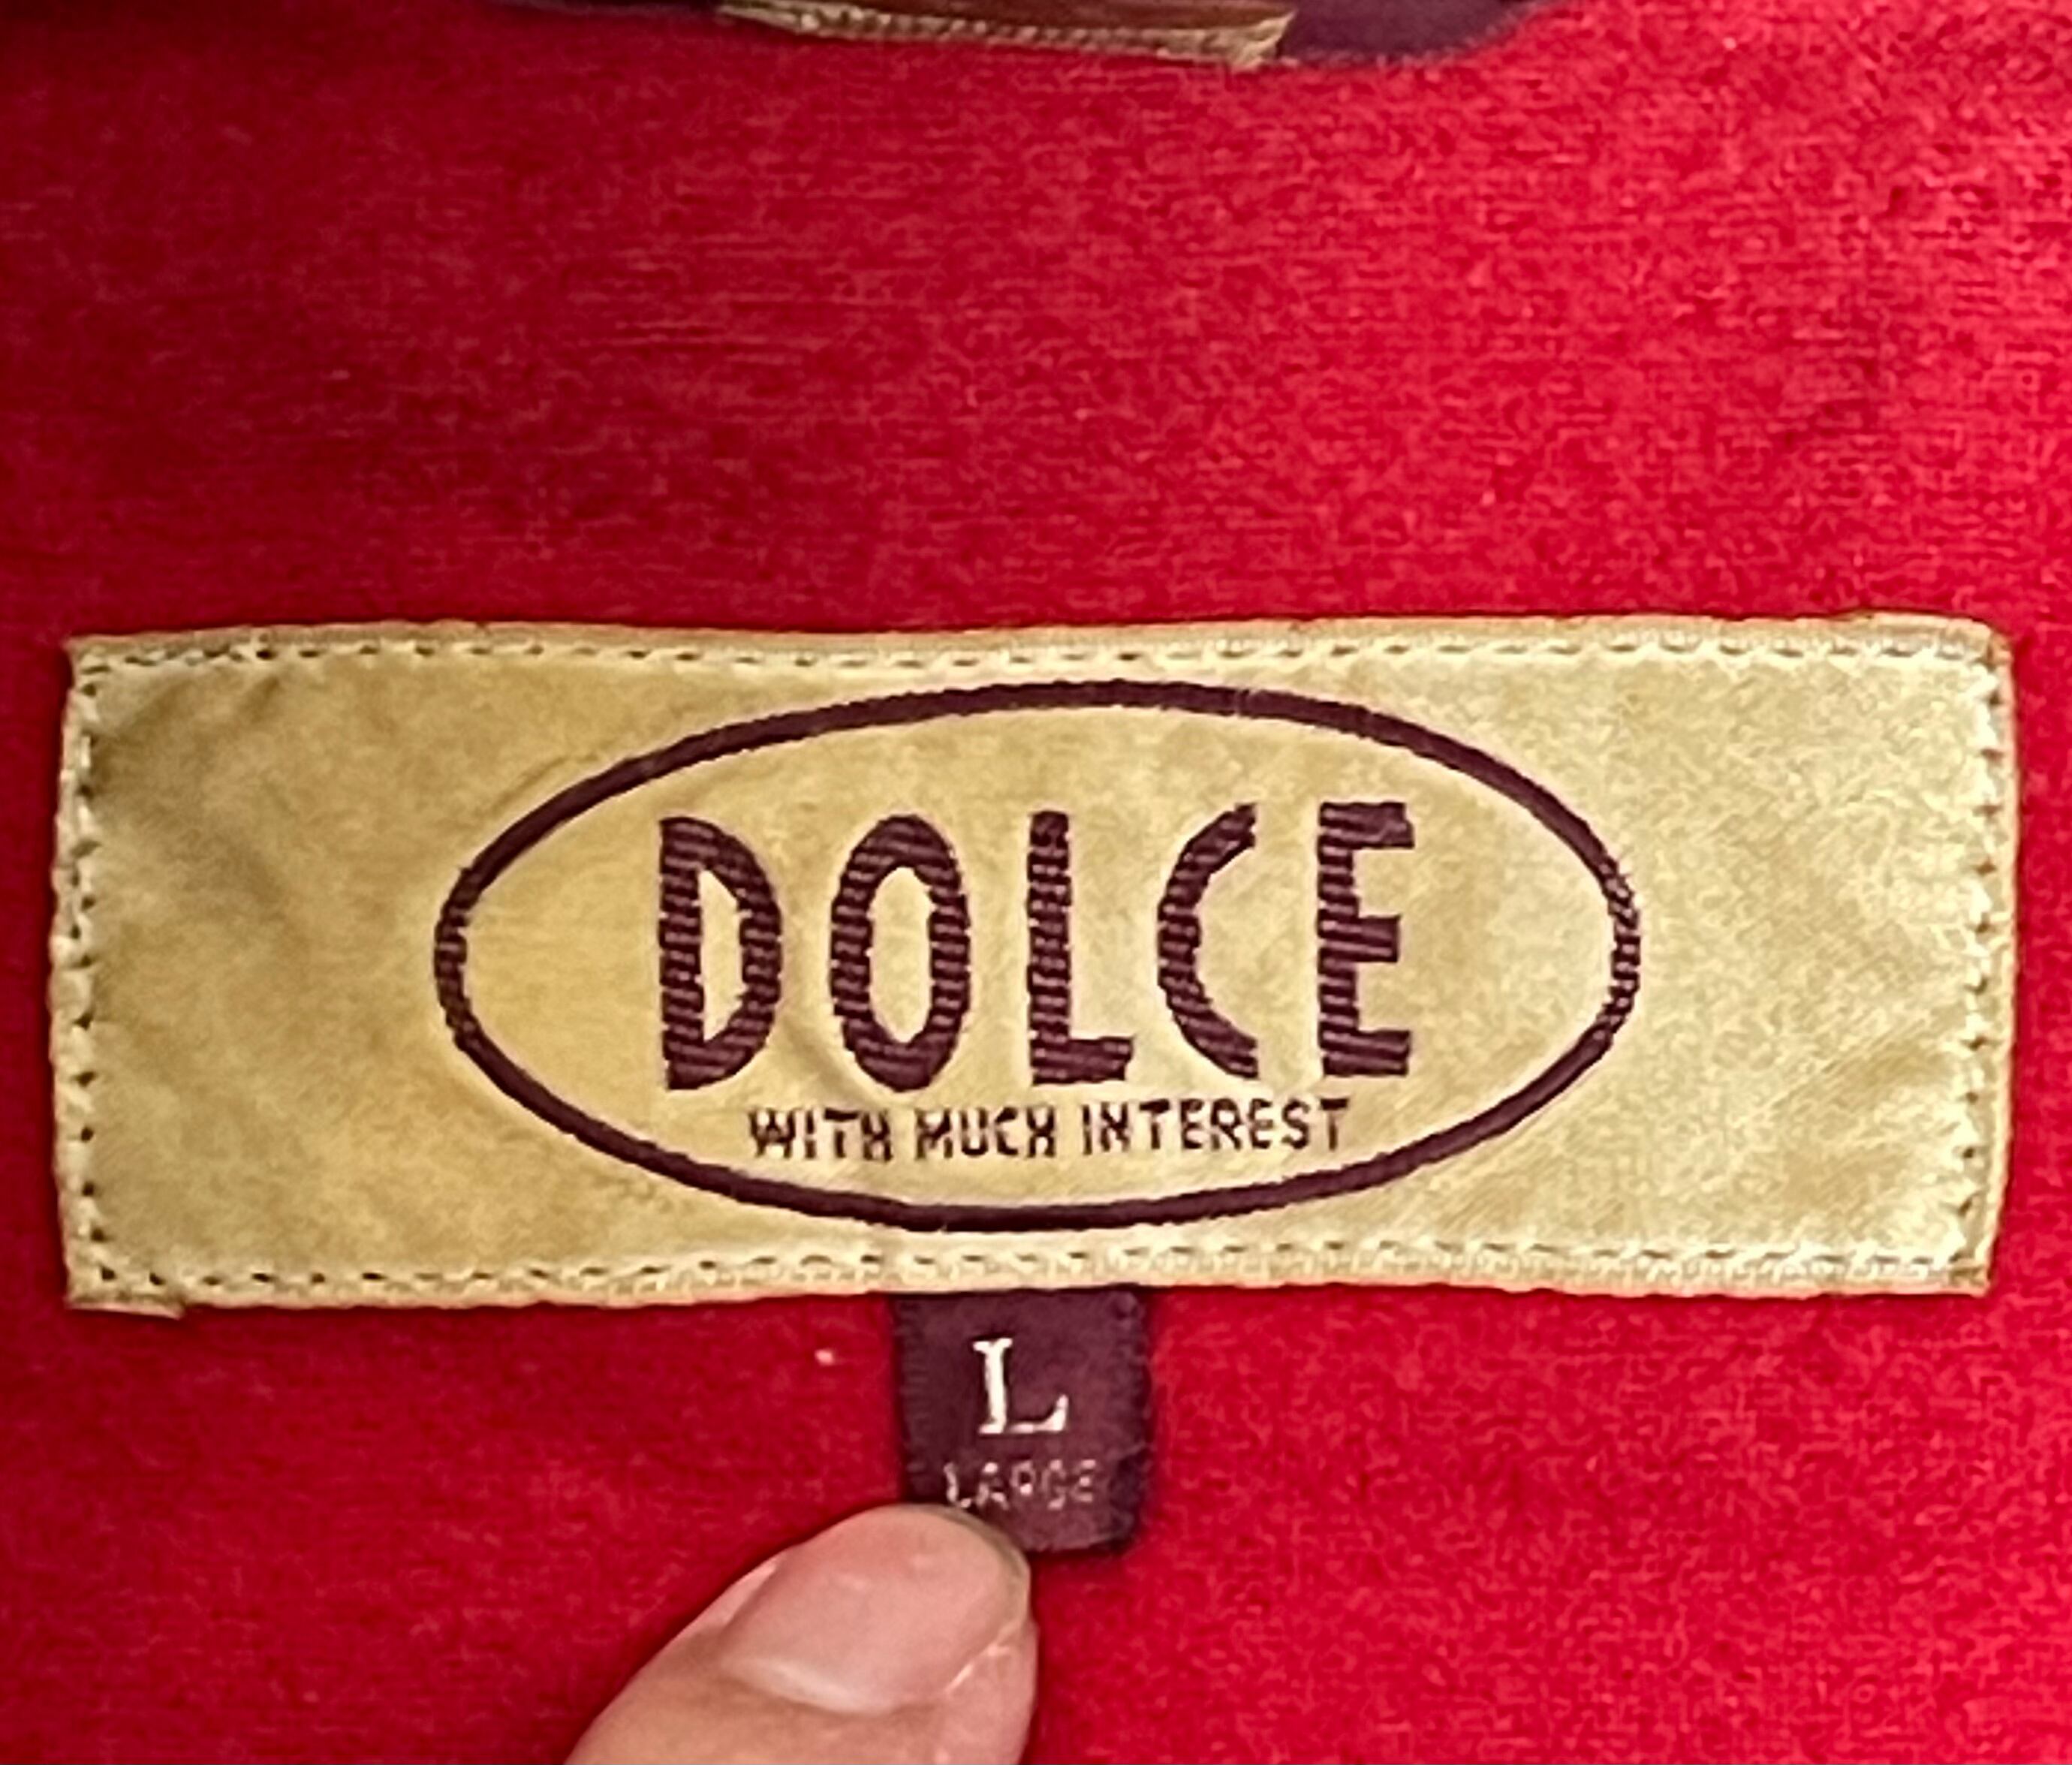 DOLCE
WITH MUCH INTEREST
L
LARGE